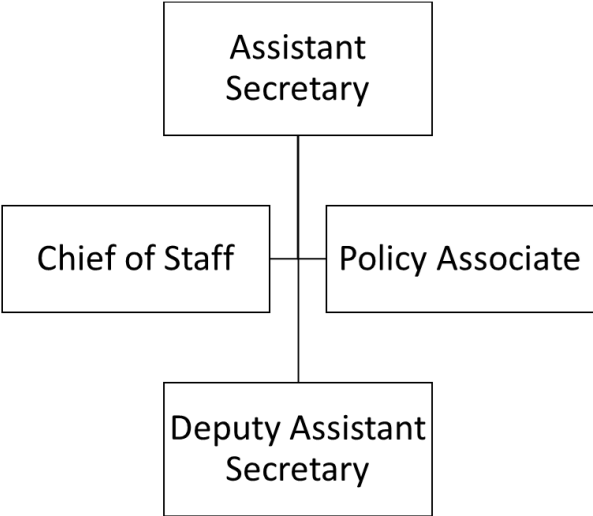 Assistant
Secretary
Chief of Staff
Policy Associate
Deputy Assistant
Secretary